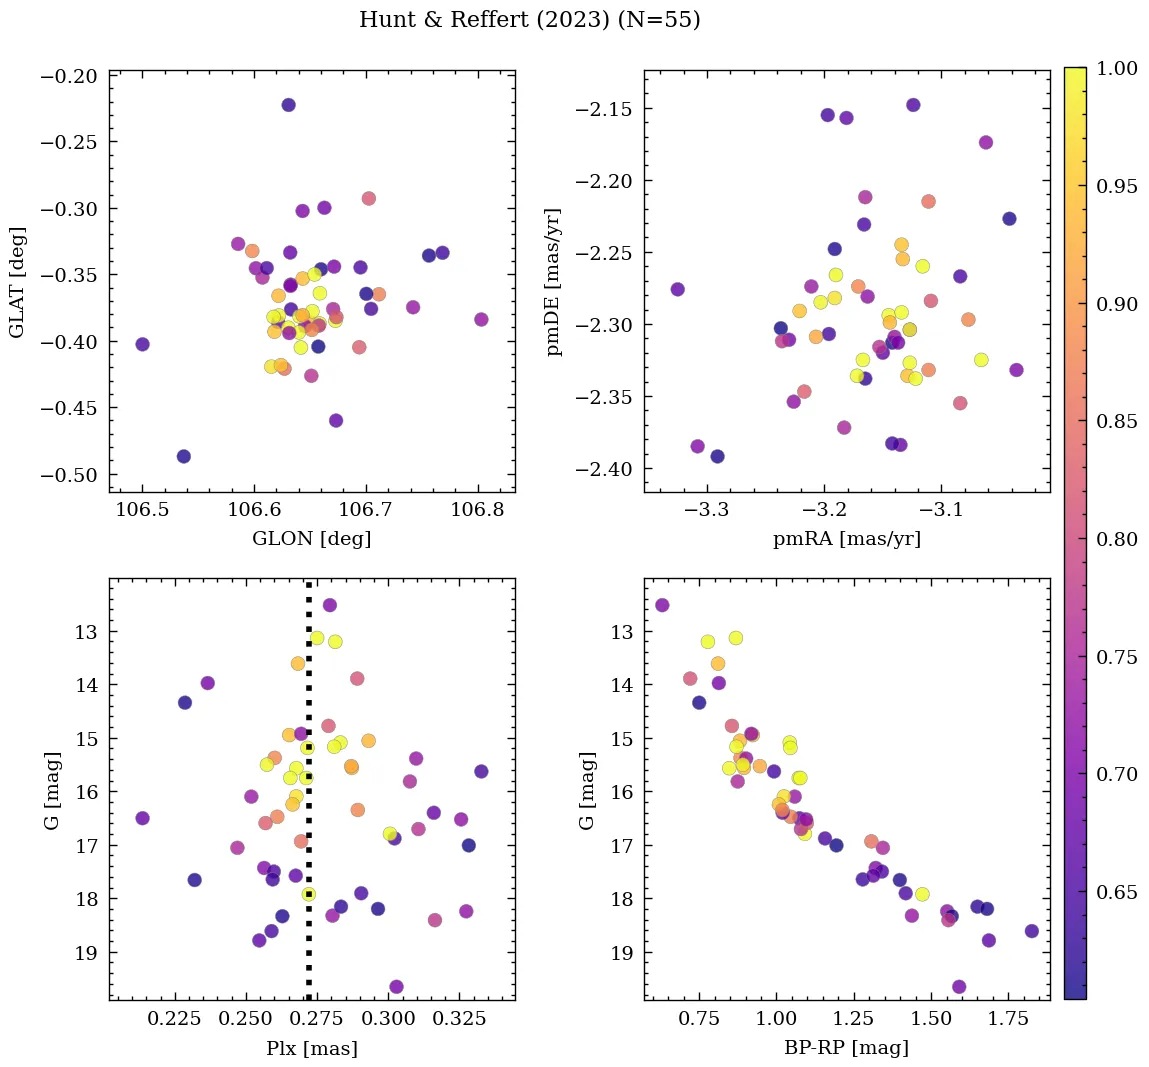 Hunt & Reffert (2023) (N=55)
−0.20
−0.25
−0.30
−0.35
−0.40
−0.45
−0.50
GLAT [deg]
106.5 106.6 106.7 106.8
GLON [deg]
−2.15
−2.20
−2.25
−2.30
−2.35
−2.40
pmDE [mas/yr]
−3.3 −3.2 −3.1
pmRA [mas/yr]
13
14
15
16
17
18
19
G [mag]
0.225 0.250 0.275 0.300 0.325
Plx [mas]
13
14
15
16
17
18
19
G [mag]
0.75 1.00 1.25 1.50 1.75
BP-RP [mag]
1.00
0.95
0.90
0.85
0.80
0.75
0.70
0.65